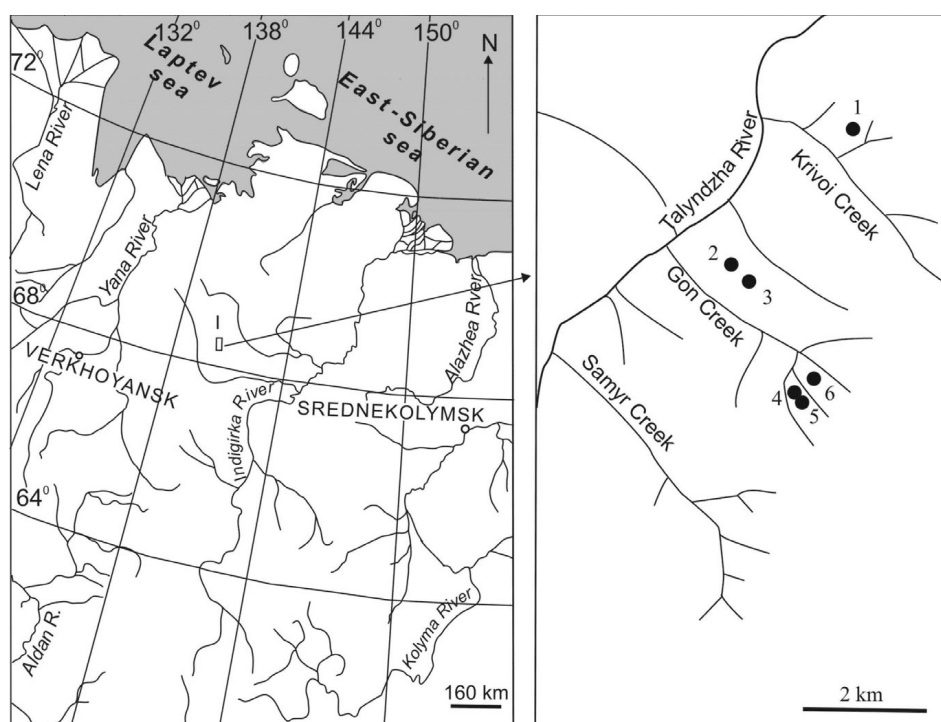 132⁰
138⁰
144⁰
150⁰
N
72⁰
Laptev
sea
East-Siberian
sea
Lena River
Yana River
68⁰
I
Alazhea Rver
VERKHOYANSK
Indigirka River
SREDNEKOLYMSK
64⁰
Aldan R.
Kolyma River
160 km
1
Talyndzha River
Krivoi Creek
2
3
Gon Creek
6
4
5
Samyr Creek
2 km